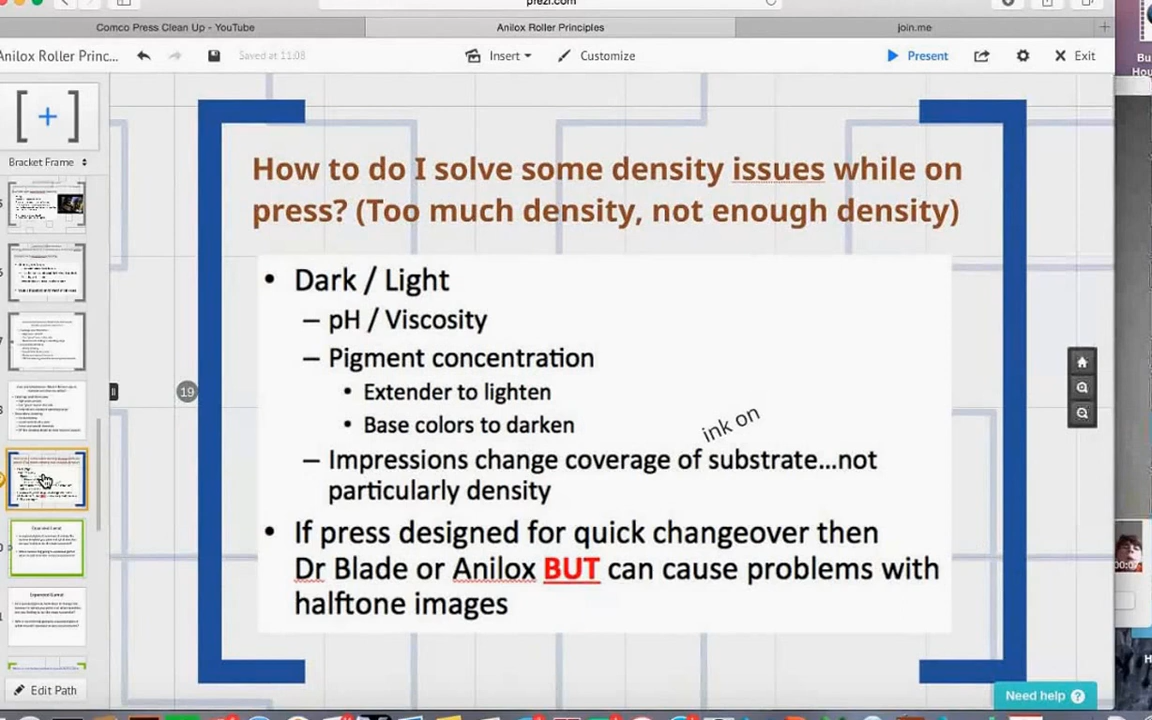 prezi.com
Comco Press Clean Up - YouTube
Anilox Roller Principles
join.me
Anilox Roller Princ...
Saved at 11:08
Insert
Customize
Present
Exit
Bracket Frame
How to do I solve some density issues while on
press? (Too much density, not enough density)
• Dark / Light
– pH / Viscosity
– Pigment concentration
• Extender to lighten
• Base colors to darken
ink on
– Impressions change coverage of substrate...not
particularly density
• If press designed for quick changeover then
Dr Blade or Anilox BUT can cause problems with
halftone images
19
Edit Path
Need help ?